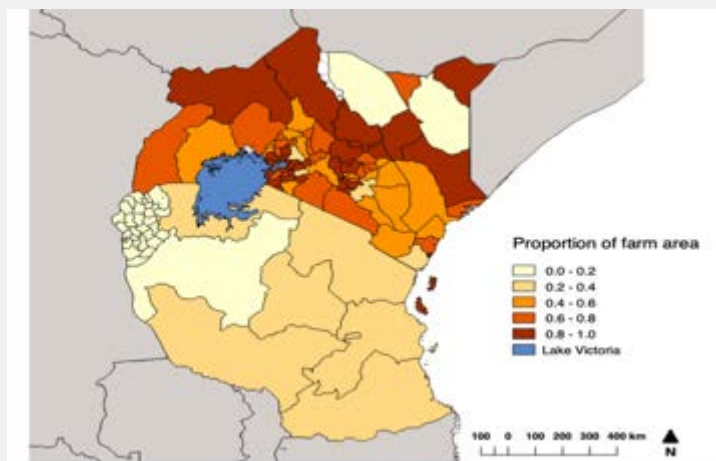 Proportion of farm area
0.0 - 0.2
0.2 - 0.4
0.4 - 0.6
0.6 - 0.8
0.8 - 1.0
Lake Victoria
100 0 100 200 300 400 km
N